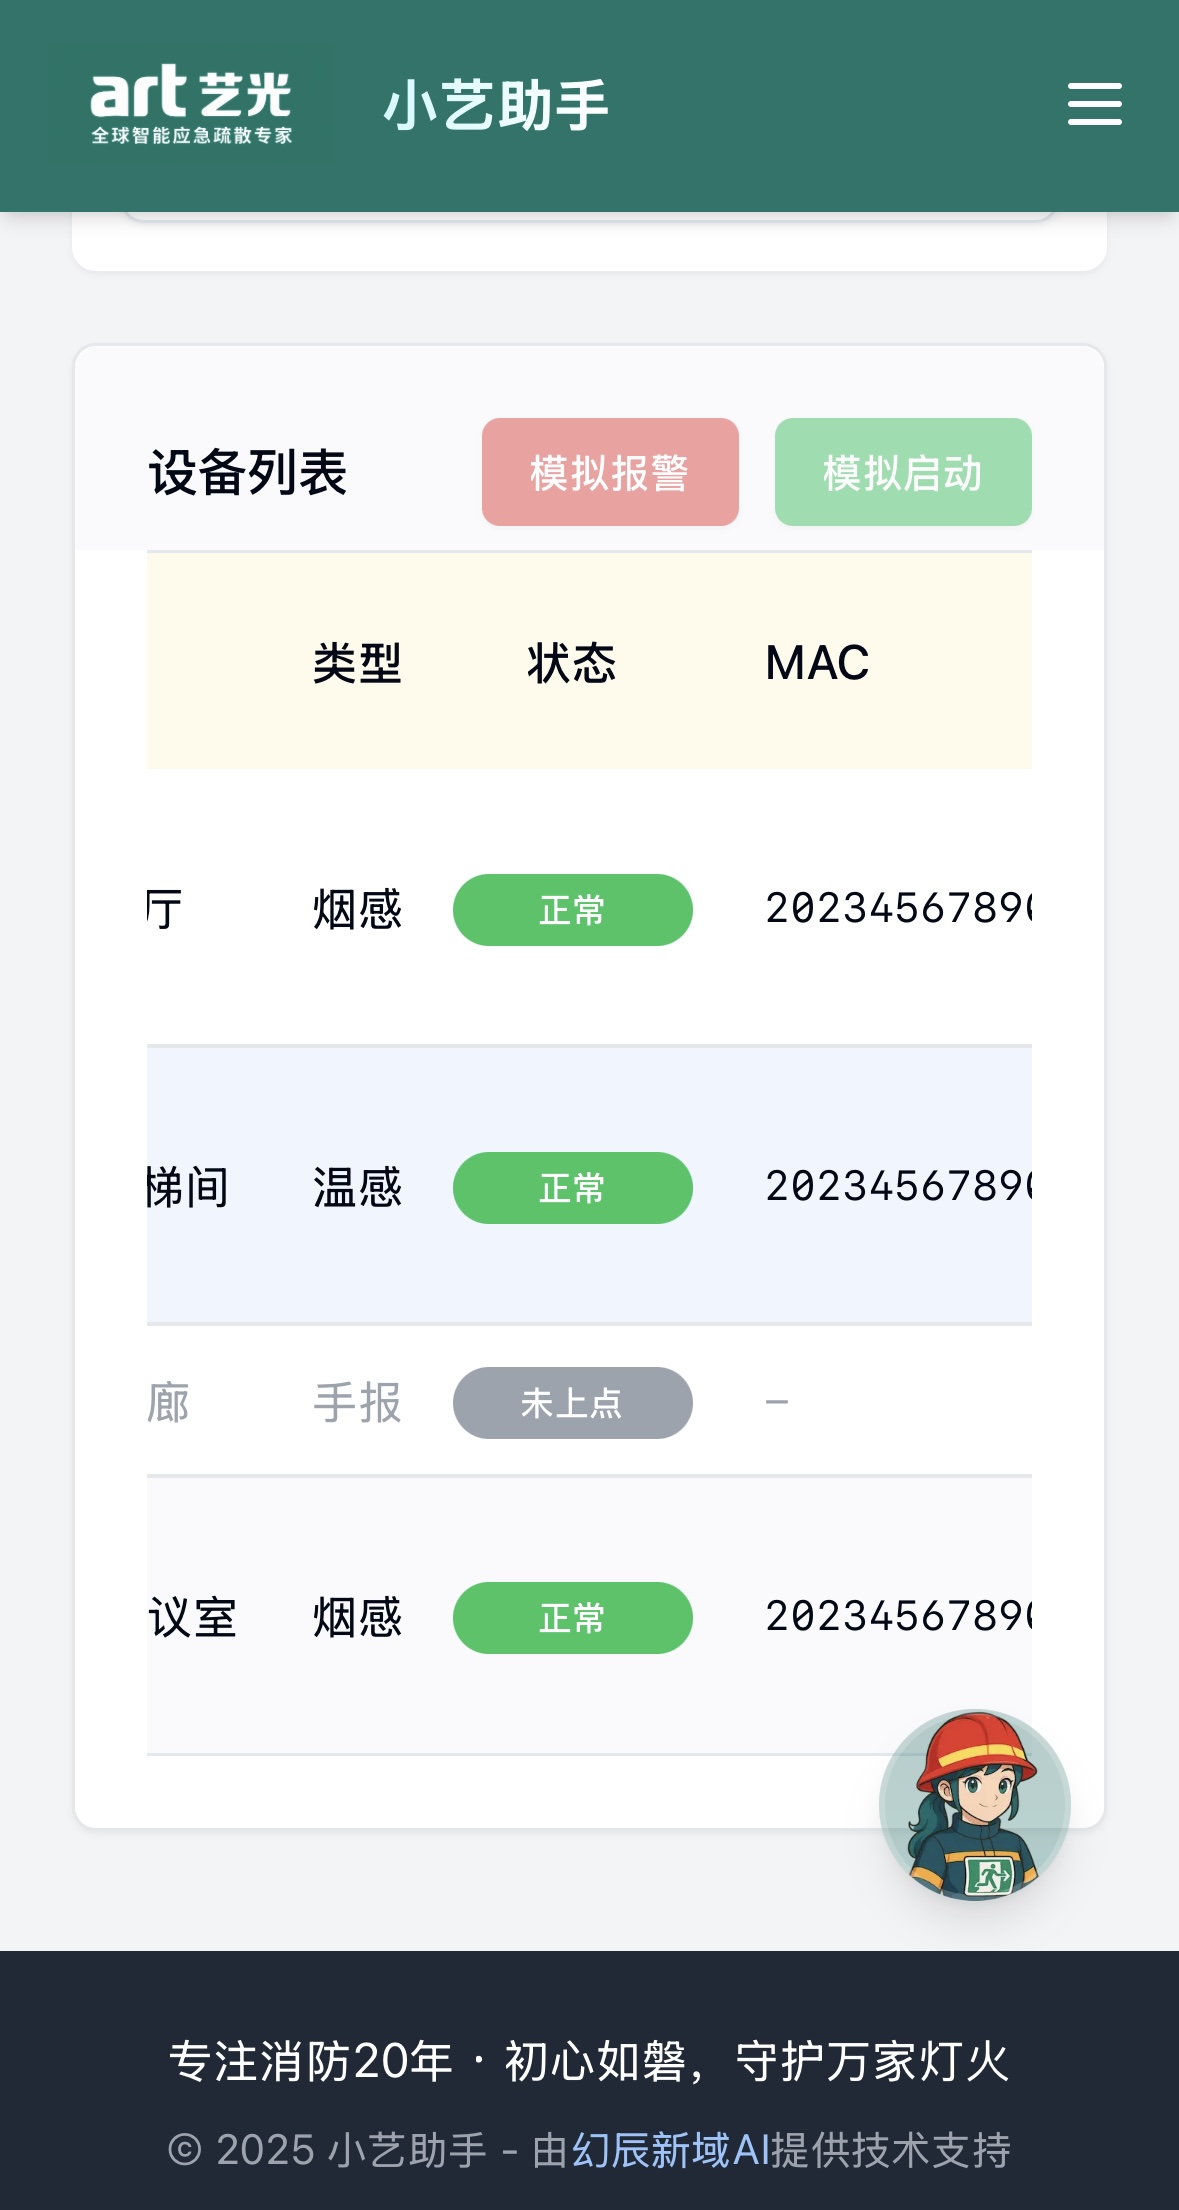 art 艺光
全球智能应急疏散专家
小艺助手
设备列表
模拟报警
模拟启动
类型 状态 MAC
厅 烟感 正常 2023456789
梯间 温感 正常 2023456789
廊 手报 未上点 –
议室 烟感 正常 2023456789
专注消防20年 · 初心如磐，守护万家灯火
© 2025 小艺助手 - 由幻辰新域AI提供技术支持